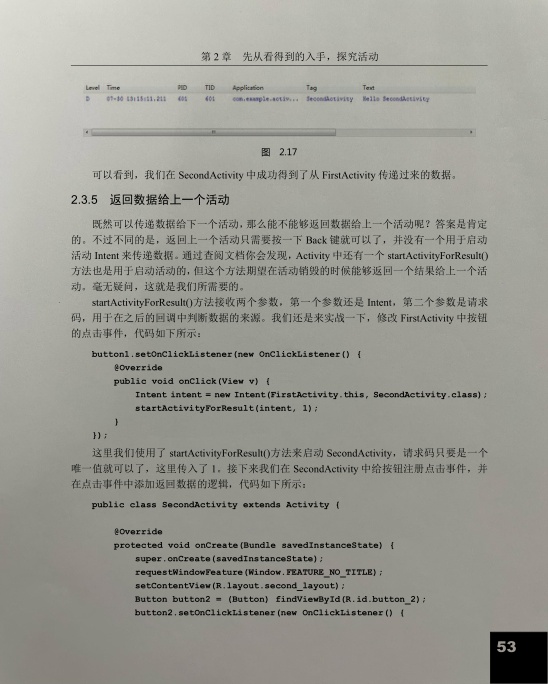 第 2 章 先从看得到的入手，探究活动
Level Time PID TID Application Tag Text
D 07-30 13:13:11.211 601 601 com.example.activ... SecondActivity Hello SecondActivity
图 2.17
可以看到，我们在 SecondActivity 中成功得到了从 FirstActivity 传递过来的数据。
2.3.5 返回数据给上一个活动
既然可以传递数据给下一个活动，那么能不能够返回数据给上一个活动呢？答案是肯定
的。不过不同的是，返回上一个活动只需要按一下 Back 键就可以了，并没有一个用于启动
活动 Intent 来传递数据。通过查阅文档你会发现，Activity 中还有一个 startActivityForResult()
方法也是用于启动活动的，但这个方法期望在活动销毁的时候能够返回一个结果给上一个活
动。毫无疑问，这就是我们所需要的。
startActivityForResult()方法接收两个参数，第一个参数还是 Intent，第二个参数是请求
码，用于在之后的回调中判断数据的来源。我们还是来实战一下，修改 FirstActivity 中按钮
的点击事件，代码如下所示：
button1.setOnClickListener(new OnClickListener() {
@Override
public void onClick(View v) {
Intent intent = new Intent(FirstActivity.this, SecondActivity.class);
startActivityForResult(intent, 1);
}
});
这里我们使用了 startActivityForResult()方法来启动 SecondActivity，请求码只要是一个
唯一值就可以了，这里传入了 1。接下来我们在 SecondActivity 中给按钮注册点击事件，并
在点击事件中添加返回数据的逻辑，代码如下所示：
public class SecondActivity extends Activity {
@Override
protected void onCreate(Bundle savedInstanceState) {
super.onCreate(savedInstanceState);
requestWindowFeature(Window.FEATURE_NO_TITLE);
setContentView(R.layout.second_layout);
Button button2 = (Button) findViewById(R.id.button_2);
button2.setOnClickListener(new OnClickListener() {
53